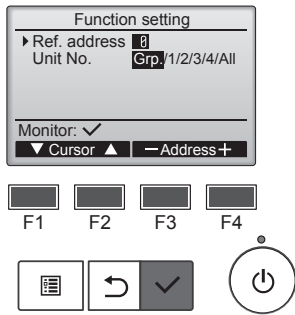 Function setting
Ref. address 0
Unit No. Grp./1/2/3/4/All
Monitor: ✓
▼ Cursor ▲ −Address+
F1 F2 F3 F4